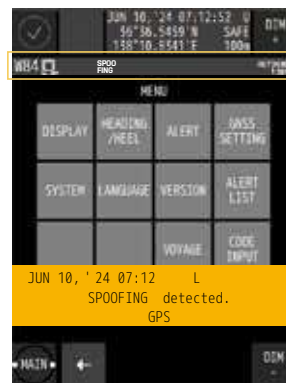 JUN 10, '24 07:12:52 U
56°36.5459'N SAFE
138°10.8541'E 100m
DIM
W84
SPOO
FING
MENU
DISPLAY HEADING/HEEL ALERT GNSS SETTING
SYSTEM LANGUAGE VERSION ALERT LIST
VOYAGE CODE INPUT
JUN 10, '24 07:12 L
SPOOFING detected.
GPS
MAIN DIM